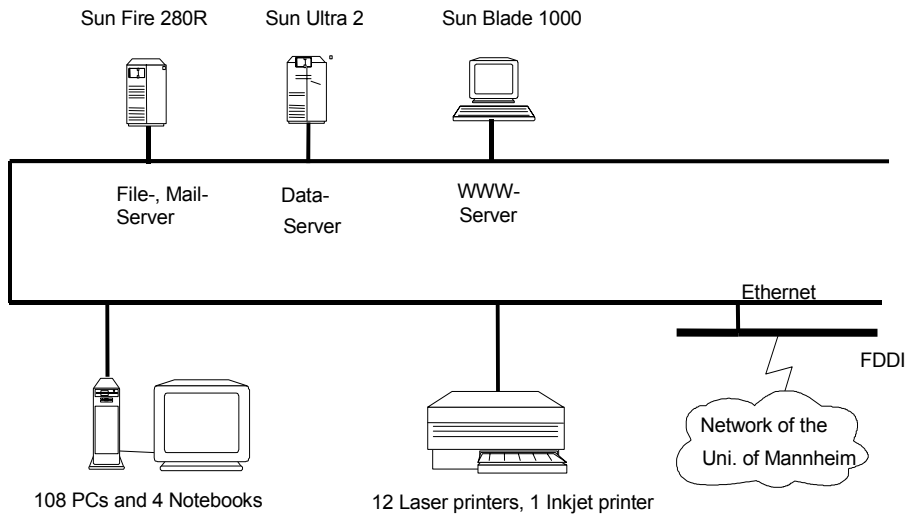 Sun Fire 280R
Sun Ultra 2
Sun Blade 1000
File-, Mail-
Server
Data-
Server
WWW-
Server
Ethernet
FDDI
Network of the
Uni. of Mannheim
108 PCs and 4 Notebooks
12 Laser printers, 1 Inkjet printer